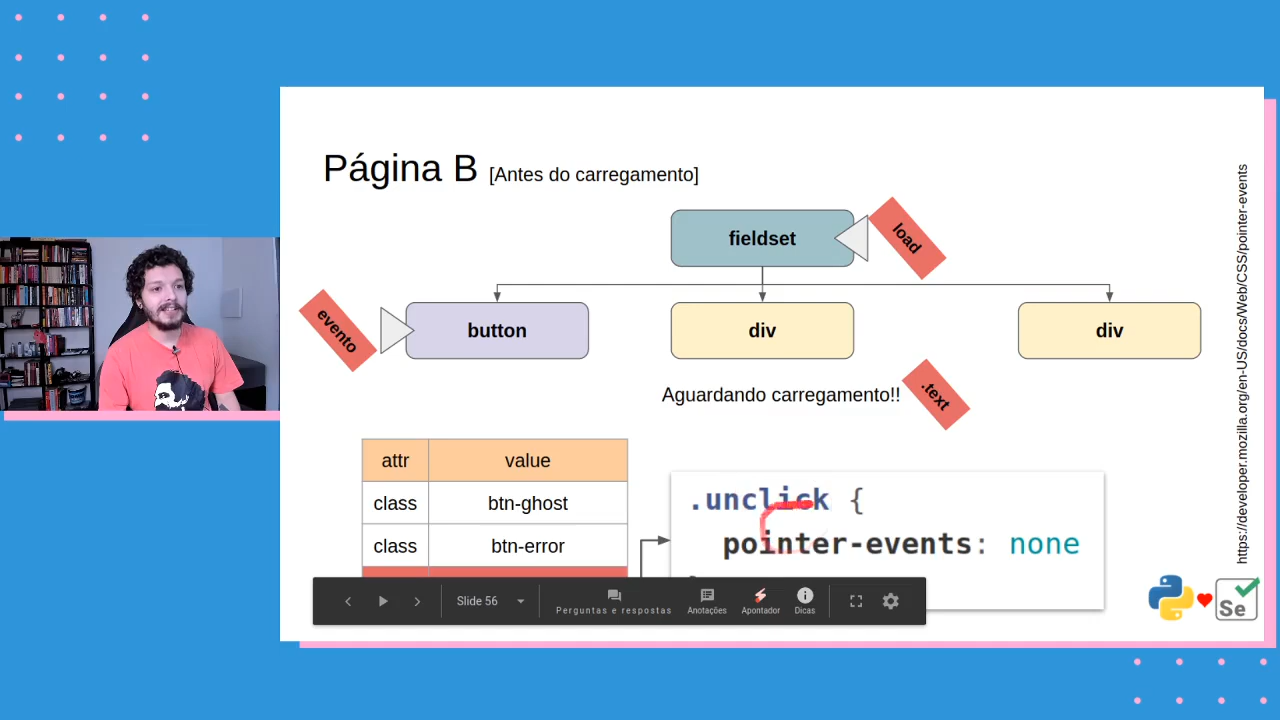 Página B [Antes do carregamento]
fieldset
load
evento
button
div
div
Aguardando carregamento!!
.text
attr value
class btn-ghost
class btn-error
.unclick {
pointer-events: none
https://developer.mozilla.org/en-US/docs/Web/CSS/pointer-events
Slide 56
Perguntas e respostas
Anotações
Apontador
Dicas
Se